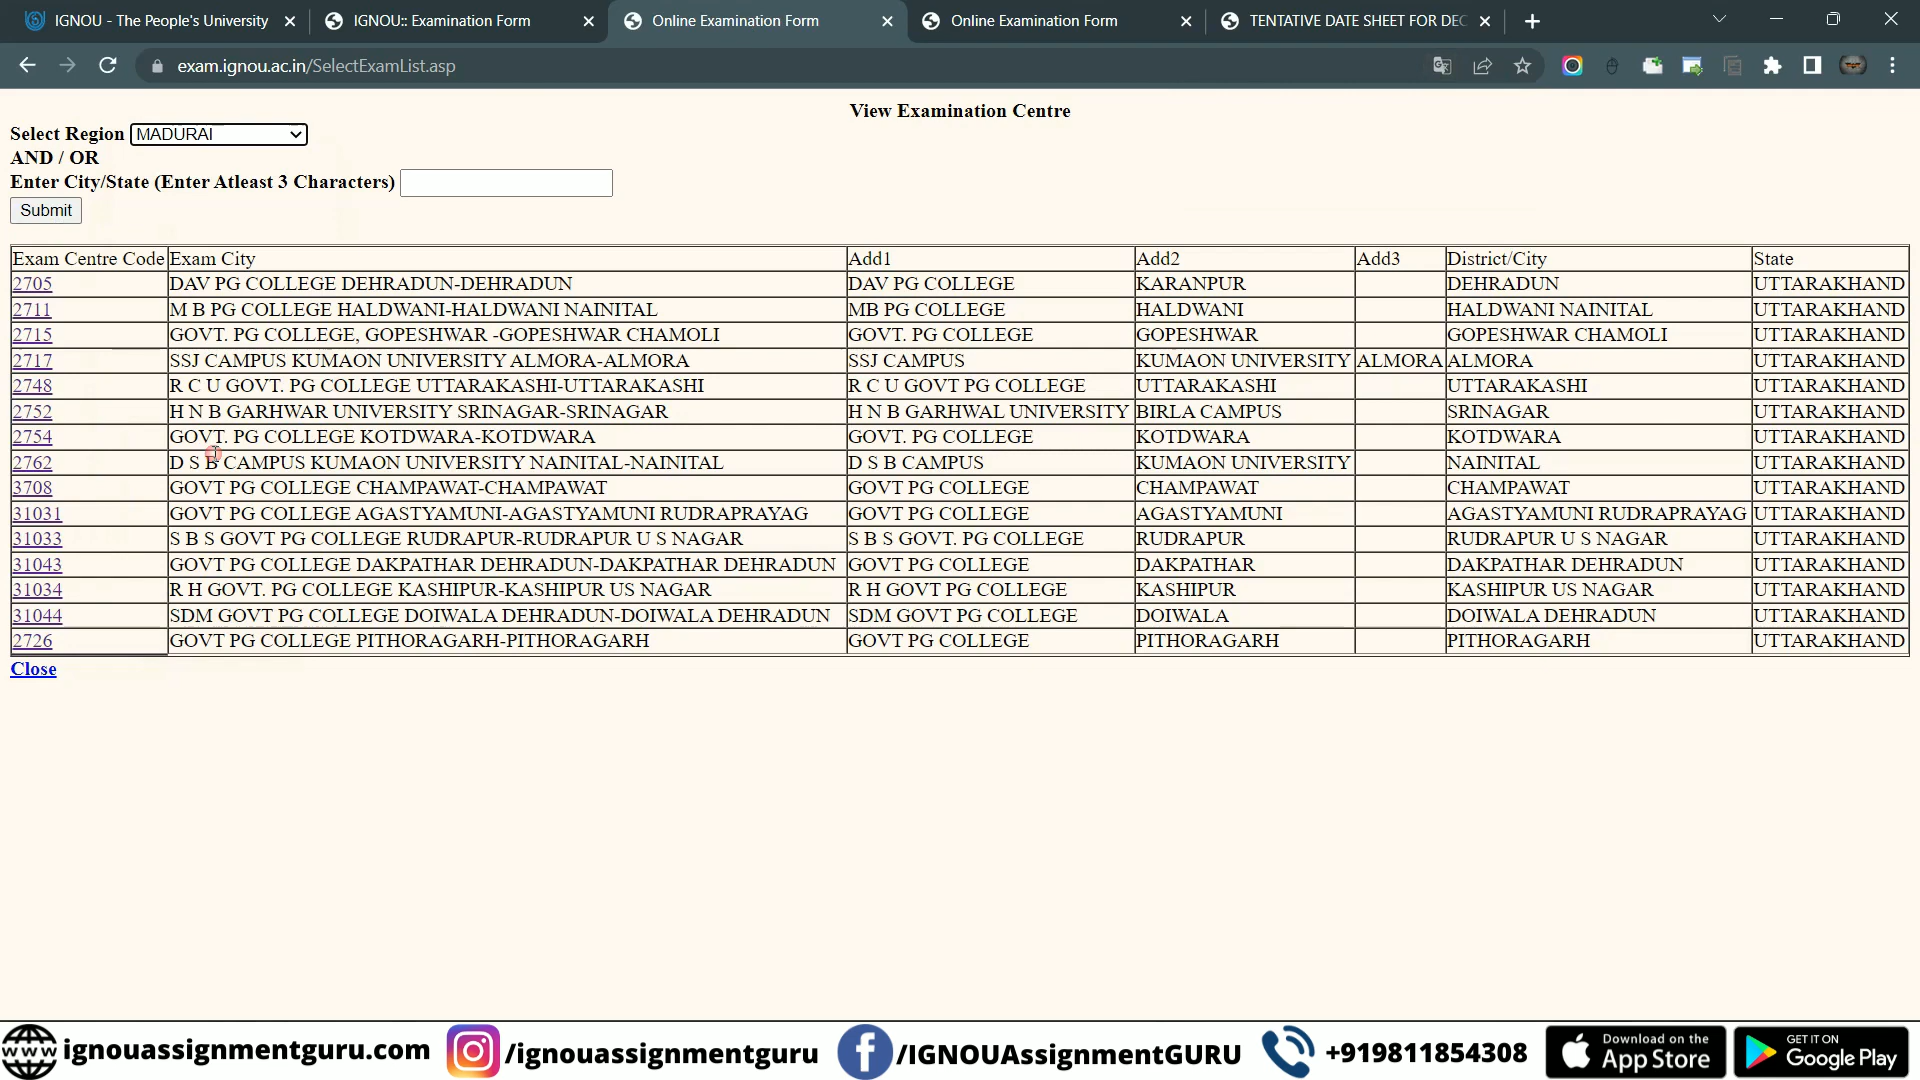 IGNOU - The People's University
IGNOU:: Examination Form
Online Examination Form
Online Examination Form
TENTATIVE DATE SHEET FOR DEC
exam.ignou.ac.in/SelectExamList.asp
View Examination Centre
Select Region MADURAI
AND / OR
Enter City/State (Enter Atleast 3 Characters)
Submit
Exam Centre Code Exam City Add1 Add2 Add3 District/City State
2705 DAV PG COLLEGE DEHRADUN-DEHRADUN DAV PG COLLEGE KARANPUR DEHRADUN UTTARAKHAND
2711 M B PG COLLEGE HALDWANI-HALDWANI NAINITAL MB PG COLLEGE HALDWANI HALDWANI NAINITAL UTTARAKHAND
2715 GOVT. PG COLLEGE, GOPESHWAR -GOPESHWAR CHAMOLI GOVT. PG COLLEGE GOPESHWAR GOPESHWAR CHAMOLI UTTARAKHAND
2717 SSJ CAMPUS KUMAON UNIVERSITY ALMORA-ALMORA SSJ CAMPUS KUMAON UNIVERSITY ALMORA ALMORA UTTARAKHAND
2748 R C U GOVT. PG COLLEGE UTTARAKASHI-UTTARAKASHI R C U GOVT PG COLLEGE UTTARAKASHI UTTARAKASHI UTTARAKHAND
2752 H N B GARHWAR UNIVERSITY SRINAGAR-SRINAGAR H N B GARHWAL UNIVERSITY BIRLA CAMPUS SRINAGAR UTTARAKHAND
2754 GOVT. PG COLLEGE KOTDWARA-KOTDWARA GOVT. PG COLLEGE KOTDWARA KOTDWARA UTTARAKHAND
2762 D S B CAMPUS KUMAON UNIVERSITY NAINITAL-NAINITAL D S B CAMPUS KUMAON UNIVERSITY NAINITAL UTTARAKHAND
3708 GOVT PG COLLEGE CHAMPAWAT-CHAMPAWAT GOVT PG COLLEGE CHAMPAWAT CHAMPAWAT UTTARAKHAND
31031 GOVT PG COLLEGE AGASTYAMUNI-AGASTYAMUNI RUDRAPRAYAG GOVT PG COLLEGE AGASTYAMUNI AGASTYAMUNI RUDRAPRAYAG UTTARAKHAND
31033 S B S GOVT PG COLLEGE RUDRAPUR-RUDRAPUR U S NAGAR S B S GOVT. PG COLLEGE RUDRAPUR RUDRAPUR U S NAGAR UTTARAKHAND
31043 GOVT PG COLLEGE DAKPATHAR DEHRADUN-DAKPATHAR DEHRADUN GOVT PG COLLEGE DAKPATHAR DAKPATHAR DEHRADUN UTTARAKHAND
31034 R H GOVT. PG COLLEGE KASHIPUR-KASHIPUR US NAGAR R H GOVT PG COLLEGE KASHIPUR KASHIPUR US NAGAR UTTARAKHAND
31044 SDM GOVT PG COLLEGE DOIWALA DEHRADUN-DOIWALA DEHRADUN SDM GOVT PG COLLEGE DOIWALA DOIWALA DEHRADUN UTTARAKHAND
2726 GOVT PG COLLEGE PITHORAGARH-PITHORAGARH GOVT PG COLLEGE PITHORAGARH PITHORAGARH UTTARAKHAND
Close
www ignouassignmentguru.com /ignouassignmentguru /IGNOUAssignmentGURU +919811854308
Download on the
App Store
GET IT ON
Google Play